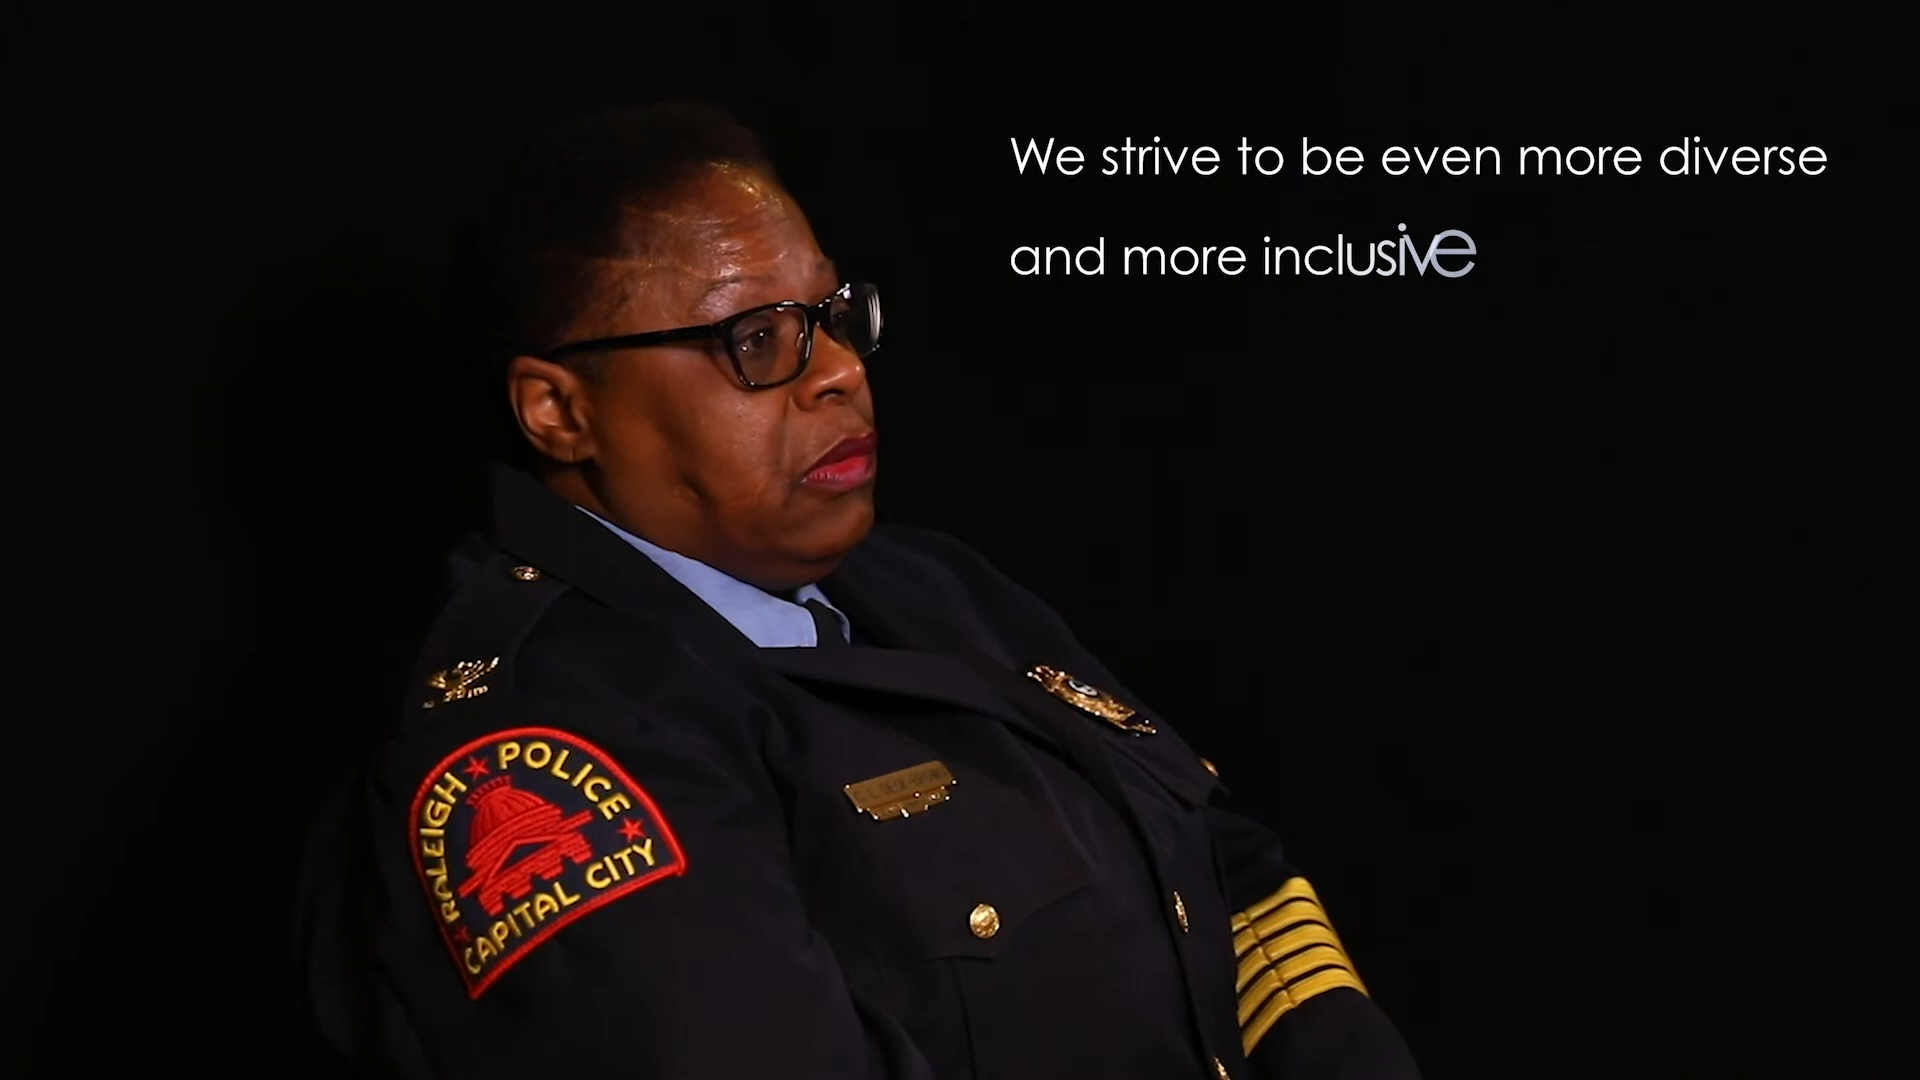 We strive to be even more diverse
and more inclusive
RALEIGH POLICE
CAPITAL CITY